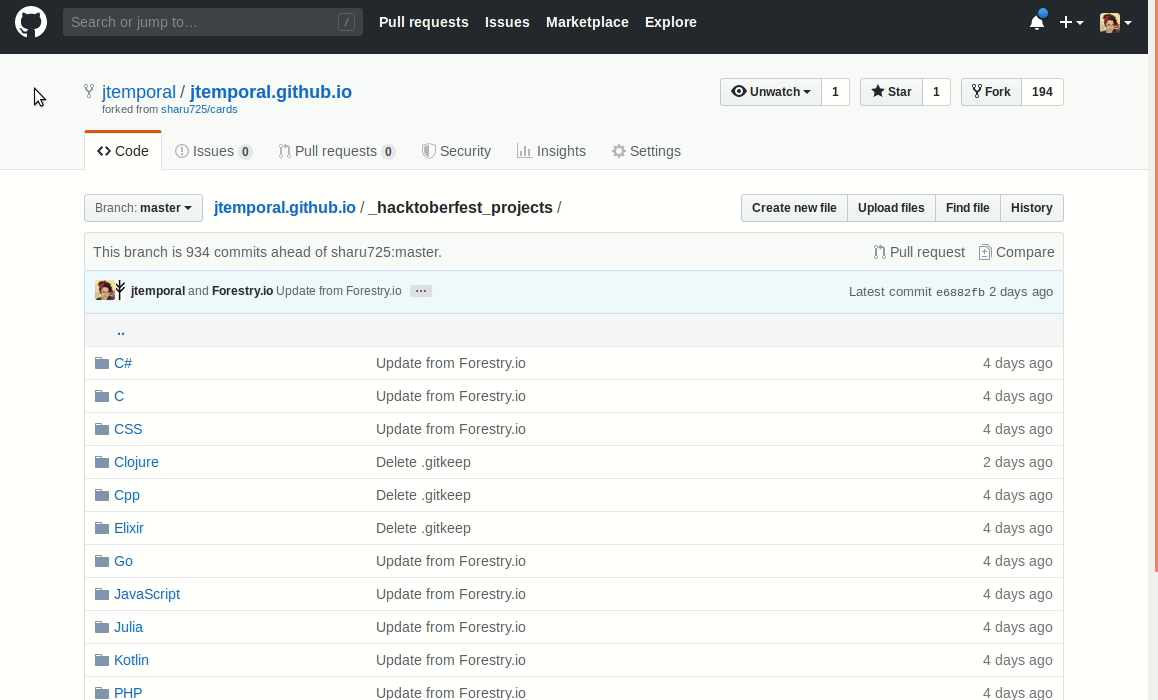 Search or jump to… / Pull requests Issues Marketplace Explore
jtemporal / jtemporal.github.io Unwatch 1 Star 1 Fork 194
forked from sharu725/cards
Code Issues 0 Pull requests 0 Security Insights Settings
Branch: master jtemporal.github.io / _hacktoberfest_projects / Create new file Upload files Find file History
This branch is 934 commits ahead of sharu725:master. Pull request Compare
jtemporal and Forestry.io Update from Forestry.io … Latest commit e6882fb 2 days ago
..
C# Update from Forestry.io 4 days ago
C Update from Forestry.io 4 days ago
CSS Update from Forestry.io 4 days ago
Clojure Delete .gitkeep 2 days ago
Cpp Delete .gitkeep 4 days ago
Elixir Delete .gitkeep 4 days ago
Go Update from Forestry.io 4 days ago
JavaScript Update from Forestry.io 4 days ago
Julia Update from Forestry.io 4 days ago
Kotlin Update from Forestry.io 4 days ago
PHP Update from Forestry.io 4 days ago